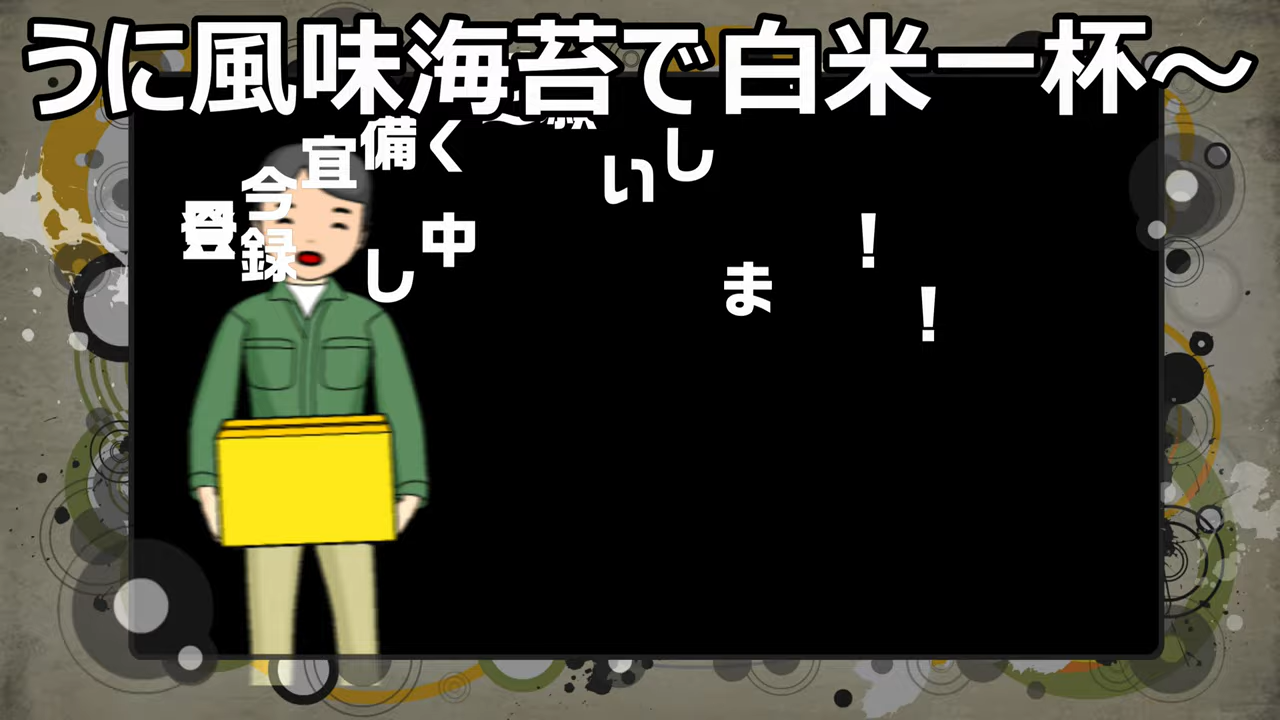 うに風味海苔で白米一杯～
今宜備くいし
録し中ま！！